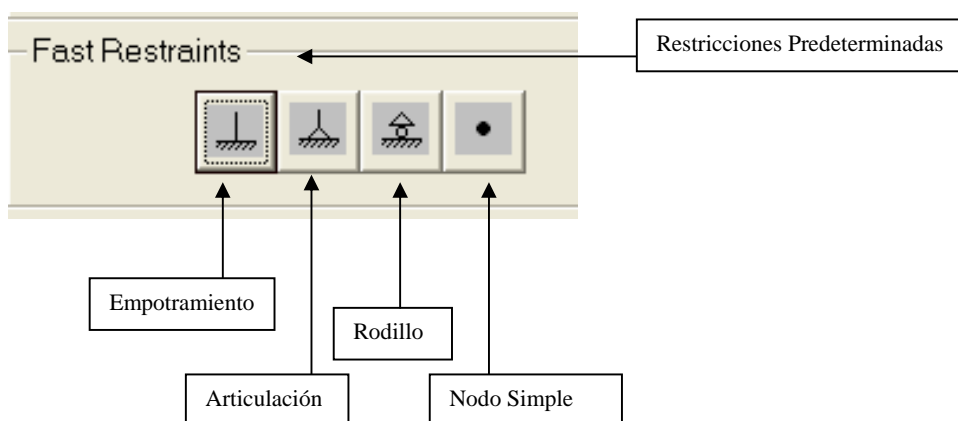 Fast Restraints
Restricciones Predeterminadas
Empotramiento
Rodillo
Articulación
Nodo Simple